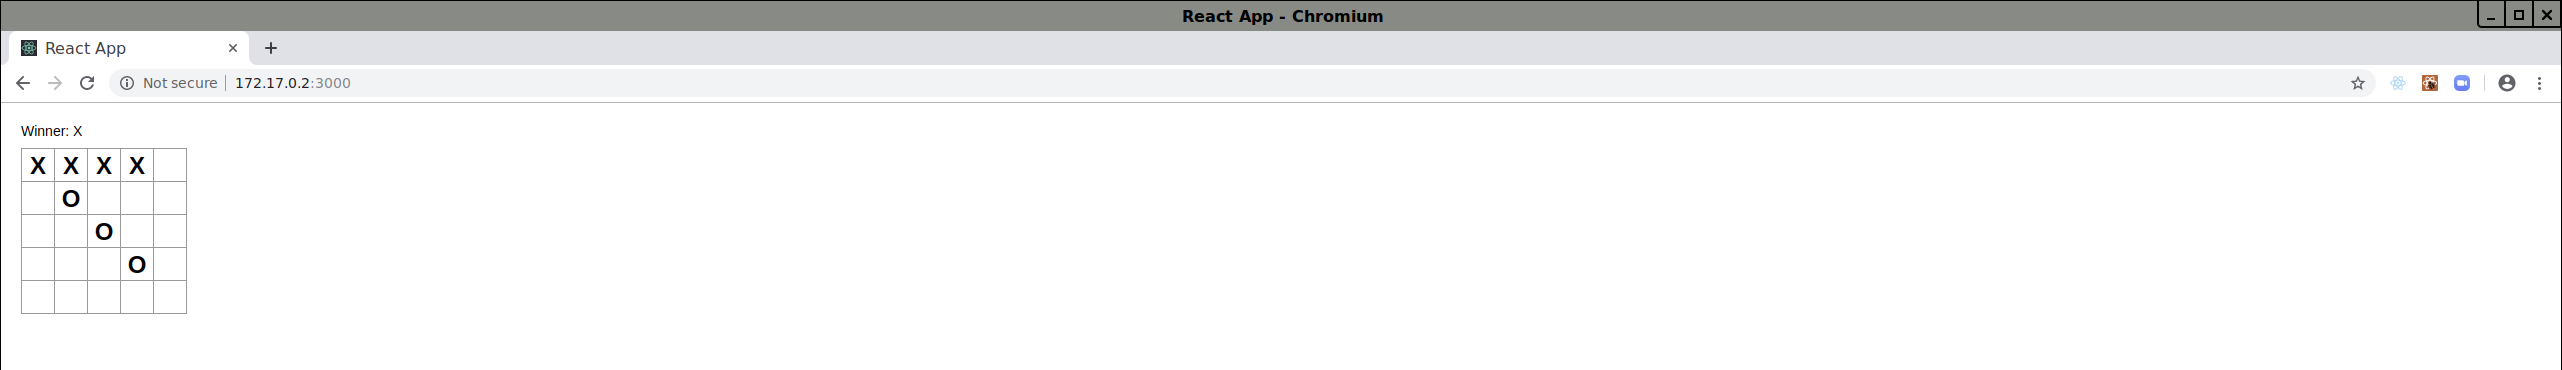 React App - Chromium
React App
Not secure 172.17.0.2:3000
Winner: X
X X X X
O
O
O